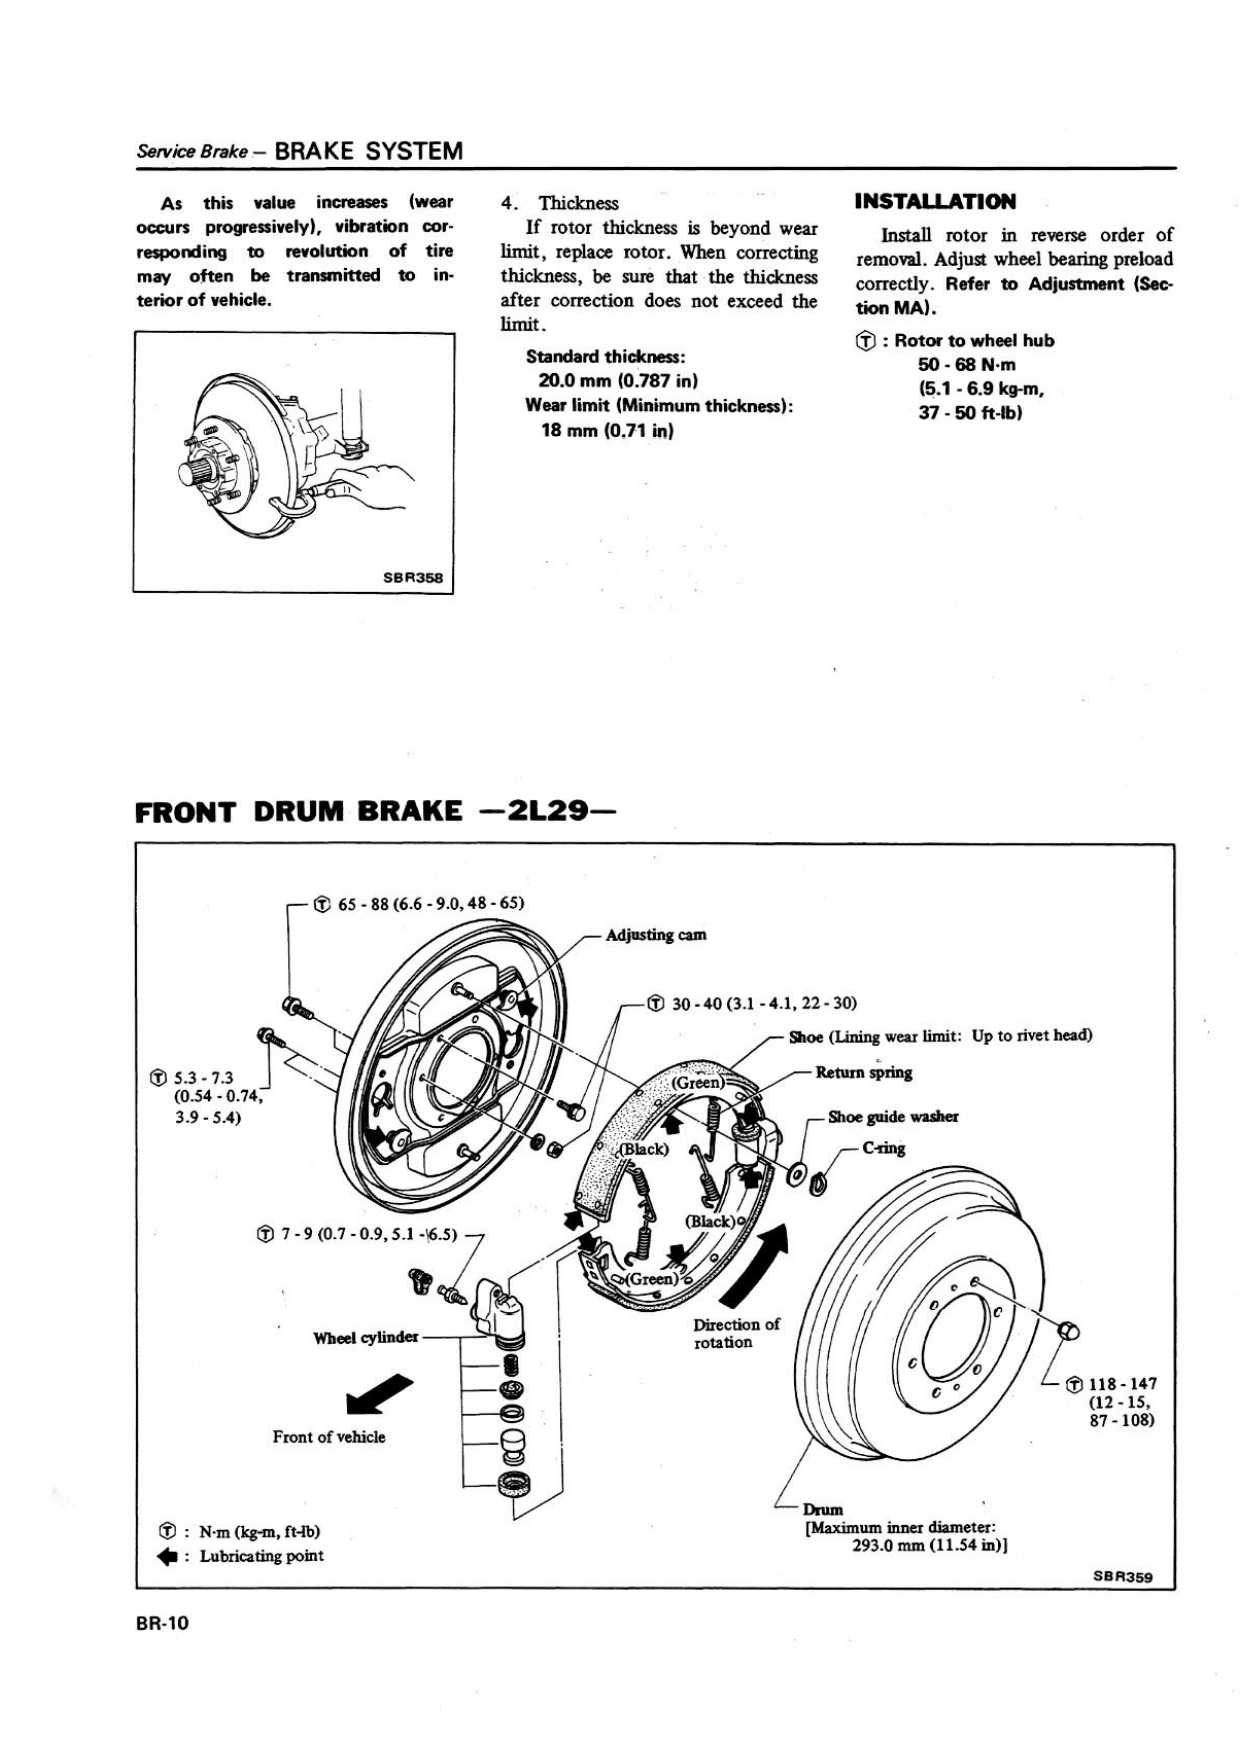 Service Brake – BRAKE SYSTEM
As this value increases (wear
occurs progressively), vibration cor-
responding to revolution of tire
may often be transmitted to in-
terior of vehicle.
SBR358
4. Thickness
If rotor thickness is beyond wear
limit, replace rotor. When correcting
thickness, be sure that the thickness
after correction does not exceed the
limit.
Standard thickness:
20.0 mm (0.787 in)
Wear limit (Minimum thickness):
18 mm (0.71 in)
INSTALLATION
Install rotor in reverse order of
removal. Adjust wheel bearing preload
correctly. Refer to Adjustment (Sec-
tion MA).
Ⓣ : Rotor to wheel hub
50 - 68 N·m
(5.1 - 6.9 kg-m,
37 - 50 ft-lb)
FRONT DRUM BRAKE —2L29—
Ⓣ 65 - 88 (6.6 - 9.0, 48 - 65)
Adjusting cam
Ⓣ 30 - 40 (3.1 - 4.1, 22 - 30)
Shoe (Lining wear limit: Up to rivet head)
Return spring
(Green)
Ⓣ 5.3 - 7.3
(0.54 - 0.74,
3.9 - 5.4)
Shoe guide washer
C-ring
(Black)
(Black)
Ⓣ 7 - 9 (0.7 - 0.9, 5.1 - 6.5)
(Green)
Direction of
rotation
Wheel cylinder
Front of vehicle
Ⓣ 118 - 147
(12 - 15,
87 - 108)
Drum
[Maximum inner diameter:
293.0 mm (11.54 in)]
Ⓣ : N·m (kg-m, ft-lb)
: Lubricating point
SBR359
BR-10